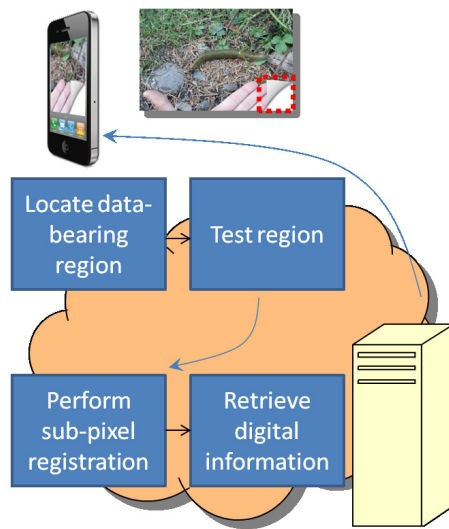 Locate data-
bearing
region
Test region
Perform
sub-pixel
registration
Retrieve
digital
information